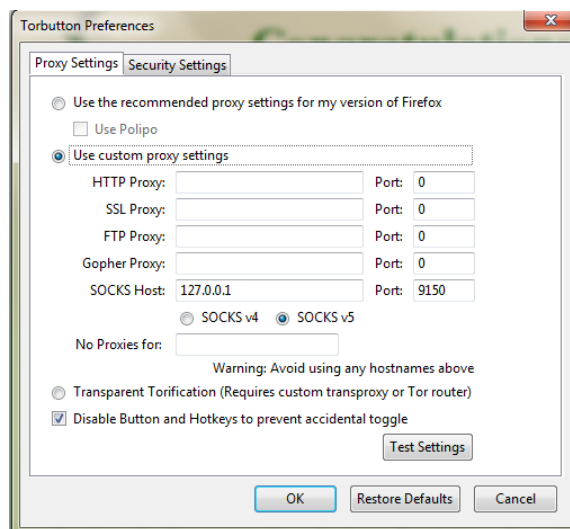 Torbutton Preferences
Proxy Settings Security Settings
Use the recommended proxy settings for my version of Firefox
Use Polipo
Use custom proxy settings
HTTP Proxy: Port: 0
SSL Proxy: Port: 0
FTP Proxy: Port: 0
Gopher Proxy: Port: 0
SOCKS Host: 127.0.0.1 Port: 9150
SOCKS v4 SOCKS v5
No Proxies for:
Warning: Avoid using any hostnames above
Transparent Torification (Requires custom transproxy or Tor router)
Disable Button and Hotkeys to prevent accidental toggle
Test Settings
OK Restore Defaults Cancel